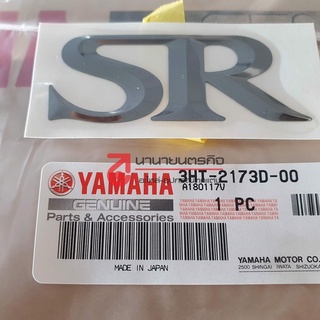 SR
YAMAHA
GENUINE
Parts & Accessories
3HT-2173D-00
A180117V
1 PC
นานายนตรกิจ
MADE IN JAPAN
YAMAHA MOTOR CO.
2500 SHINGAI IWATA SHIZUOKA